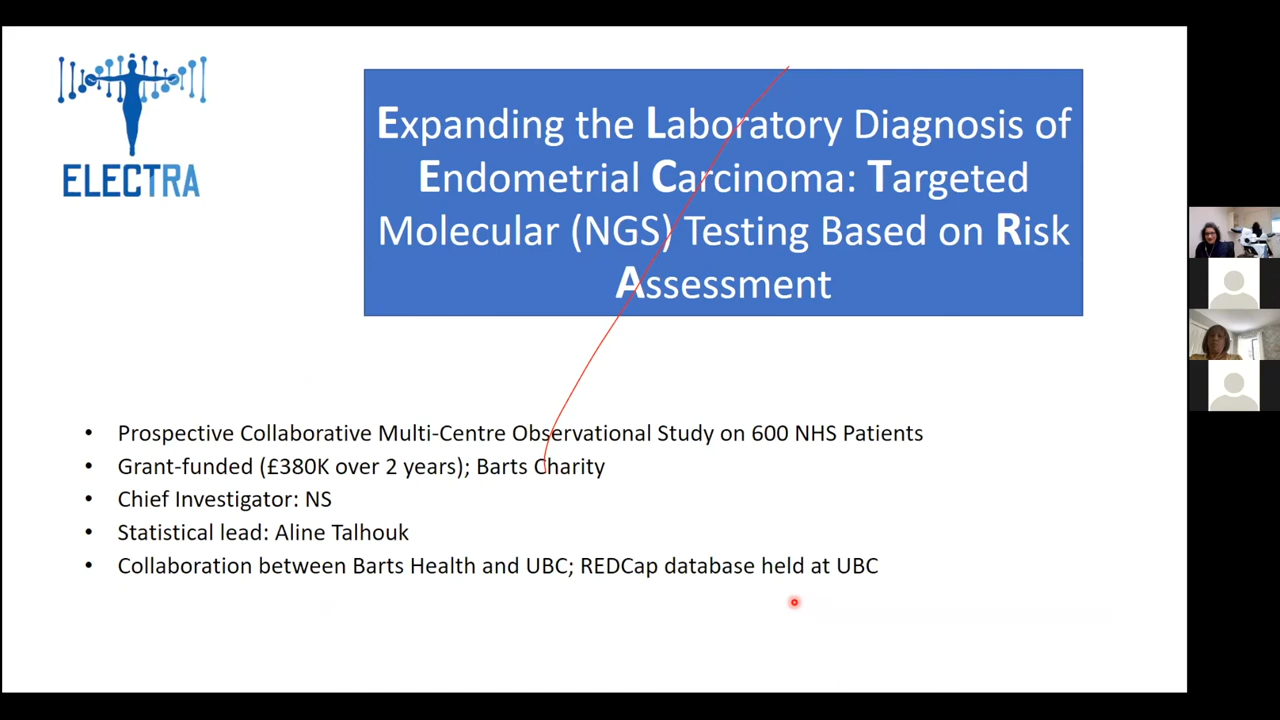 ELECTRA
Expanding the Laboratory Diagnosis of
Endometrial Carcinoma: Targeted
Molecular (NGS) Testing Based on Risk
Assessment
• Prospective Collaborative Multi-Centre Observational Study on 600 NHS Patients
• Grant-funded (£380K over 2 years); Barts Charity
• Chief Investigator: NS
• Statistical lead: Aline Talhouk
• Collaboration between Barts Health and UBC; REDCap database held at UBC